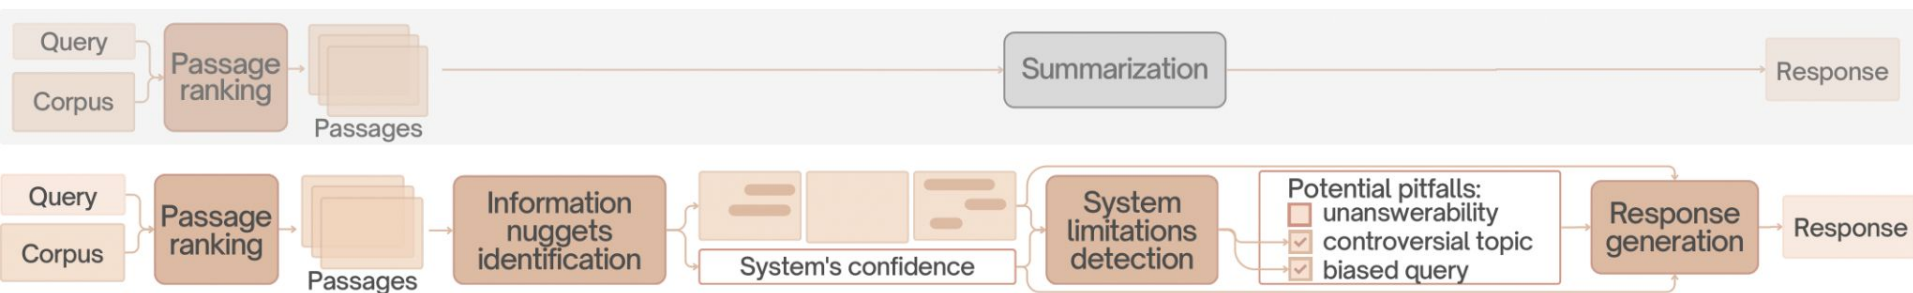 Query
Corpus
Passage
ranking
Passages
Summarization
Response
Query
Corpus
Passage
ranking
Passages
Information
nuggets
identification
System's confidence
System
limitations
detection
Potential pitfalls:
unanswerability
controversial topic
biased query
Response
generation
Response